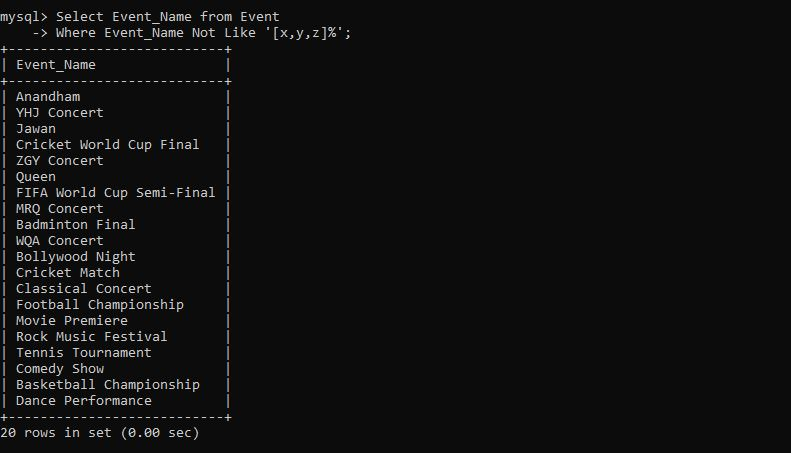 mysql> Select Event_Name from Event
    -> Where Event_Name Not Like '[x,y,z]%';
+---------------------------+
| Event_Name                |
+---------------------------+
| Anandham                  |
| YHJ Concert               |
| Jawan                     |
| Cricket World Cup Final   |
| ZGY Concert               |
| Queen                     |
| FIFA World Cup Semi-Final |
| MRQ Concert               |
| Badminton Final           |
| WQA Concert               |
| Bollywood Night           |
| Cricket Match             |
| Classical Concert         |
| Football Championship     |
| Movie Premiere            |
| Rock Music Festival       |
| Tennis Tournament         |
| Comedy Show               |
| Basketball Championship   |
| Dance Performance         |
+---------------------------+
20 rows in set (0.00 sec)